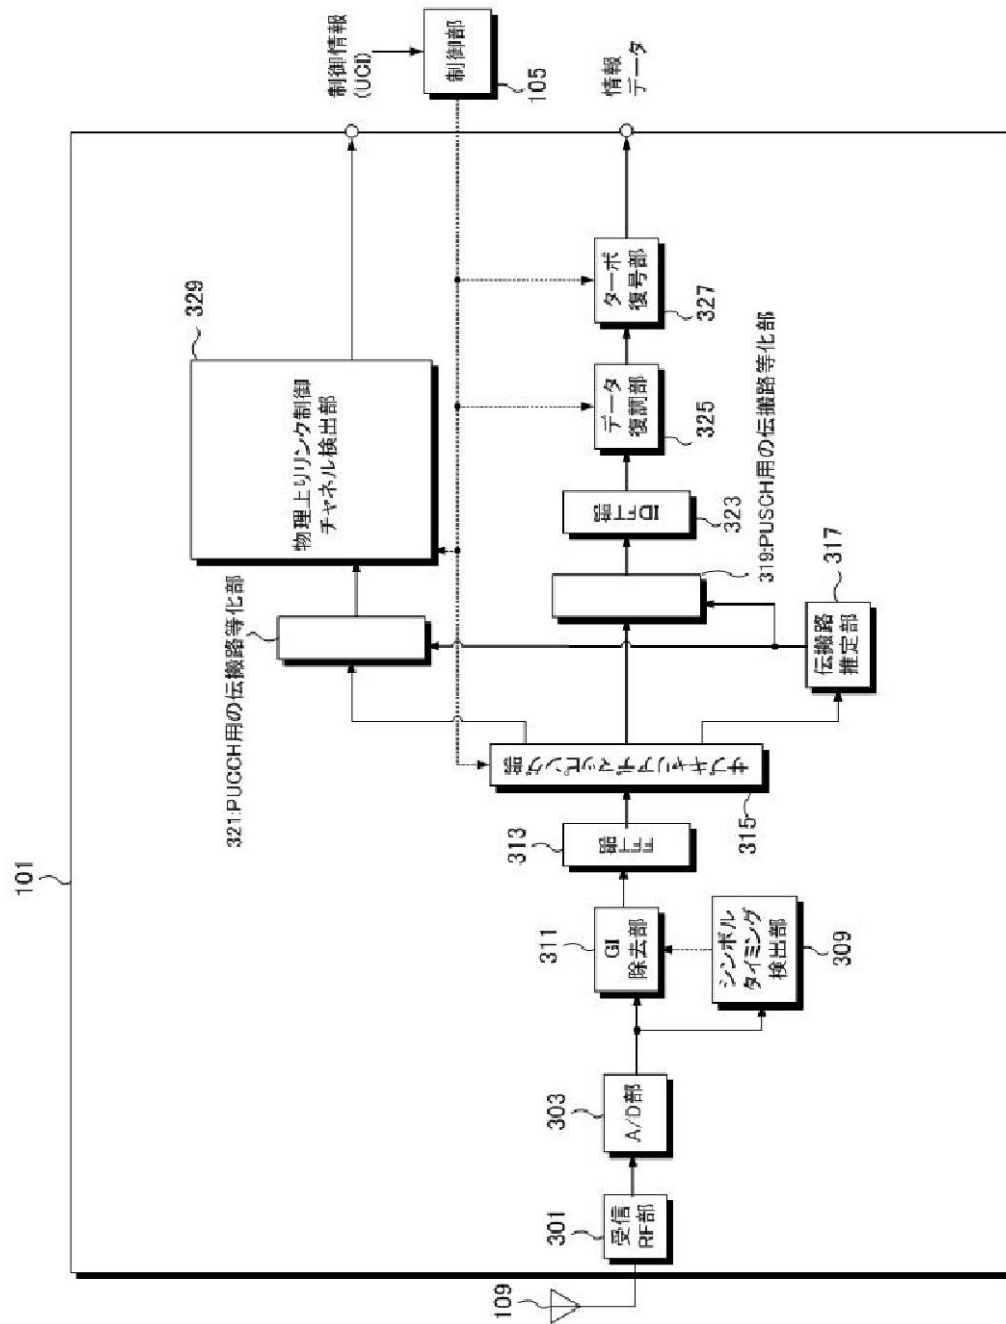 101
109
301
受信
RF部
303
A/D部
309
シンボル
タイミング
検出部
311
GI
除去部
313
FFT部
315
サブキャリアデマッピング部
317
伝搬路
推定部
319:PUSCH用の伝搬路等化部
321:PUCCH用の伝搬路等化部
323
IDFT部
325
データ
復調部
327
ターボ
復号部
329
物理上りリンク制御
チャネル検出部
制御情報
(UCI)
制御部
105
情報
データ